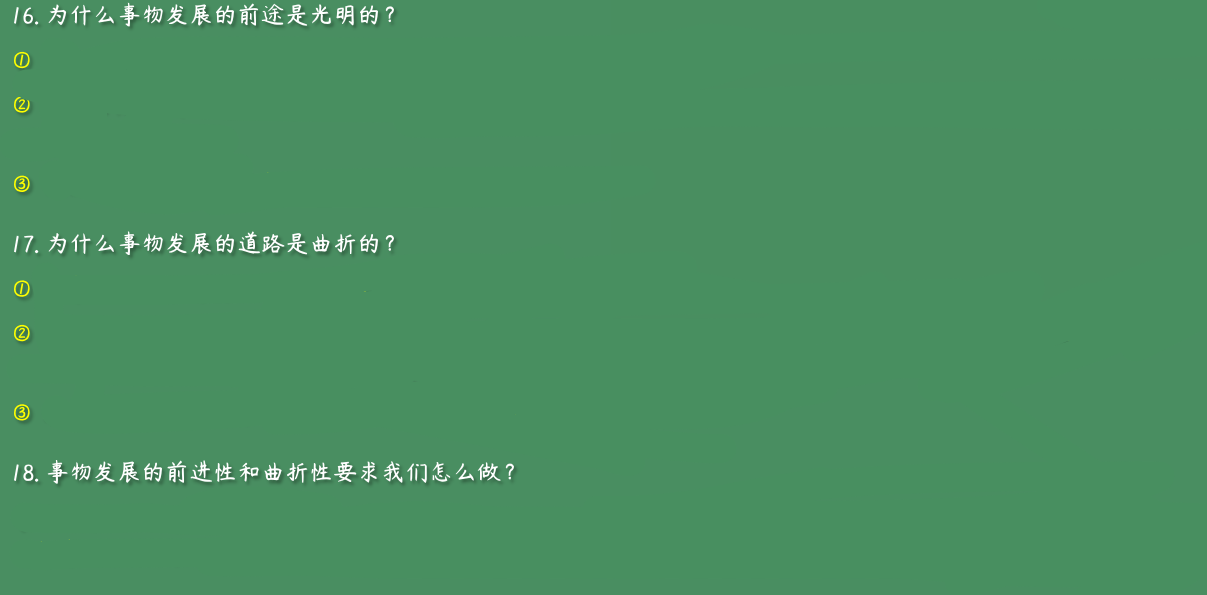 16. 为什么事物发展的前途是光明的？
①
②
③
17. 为什么事物发展的道路是曲折的？
①
②
③
18. 事物发展的前进性和曲折性要求我们怎么做？